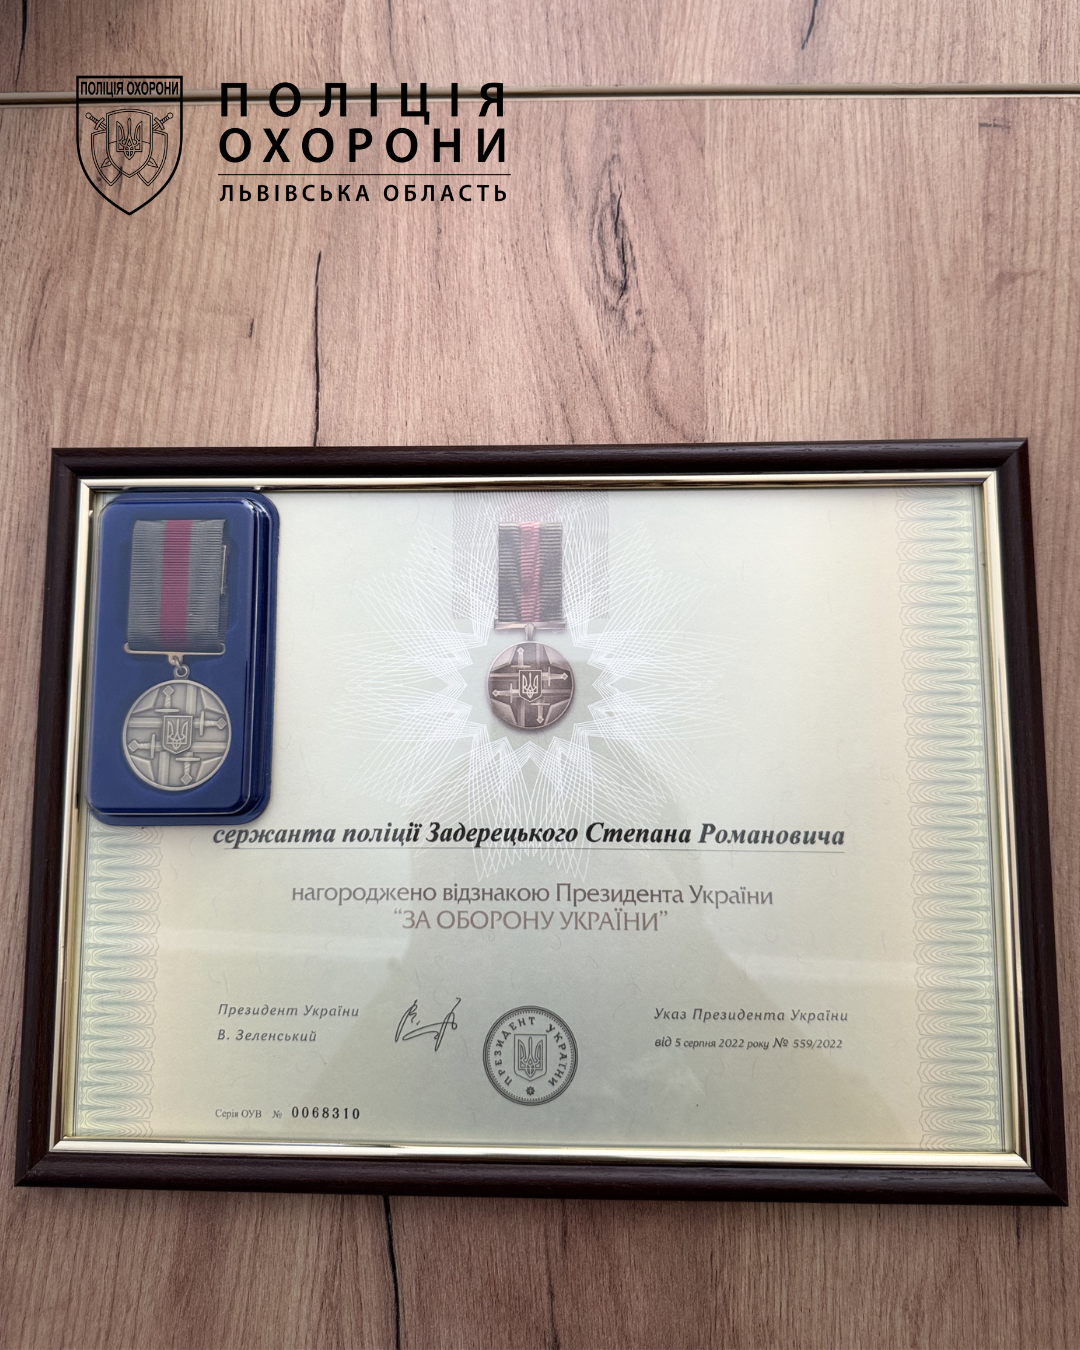 ПОЛІЦІЯ ОХОРОНИ
ПОЛІЦІЯ
ОХОРОНИ
ЛЬВІВСЬКА ОБЛАСТЬ
сержанта поліції Задерецького Степана Романовича
нагороджено відзнакою Президента України
“ЗА ОБОРОНУ УКРАЇНИ”
Президент України
В. Зеленський
ПРЕЗИДЕНТ УКРАЇНИ
Указ Президента України
від 5 серпня 2022 року № 559/2022
Серія ОУВ № 0068310